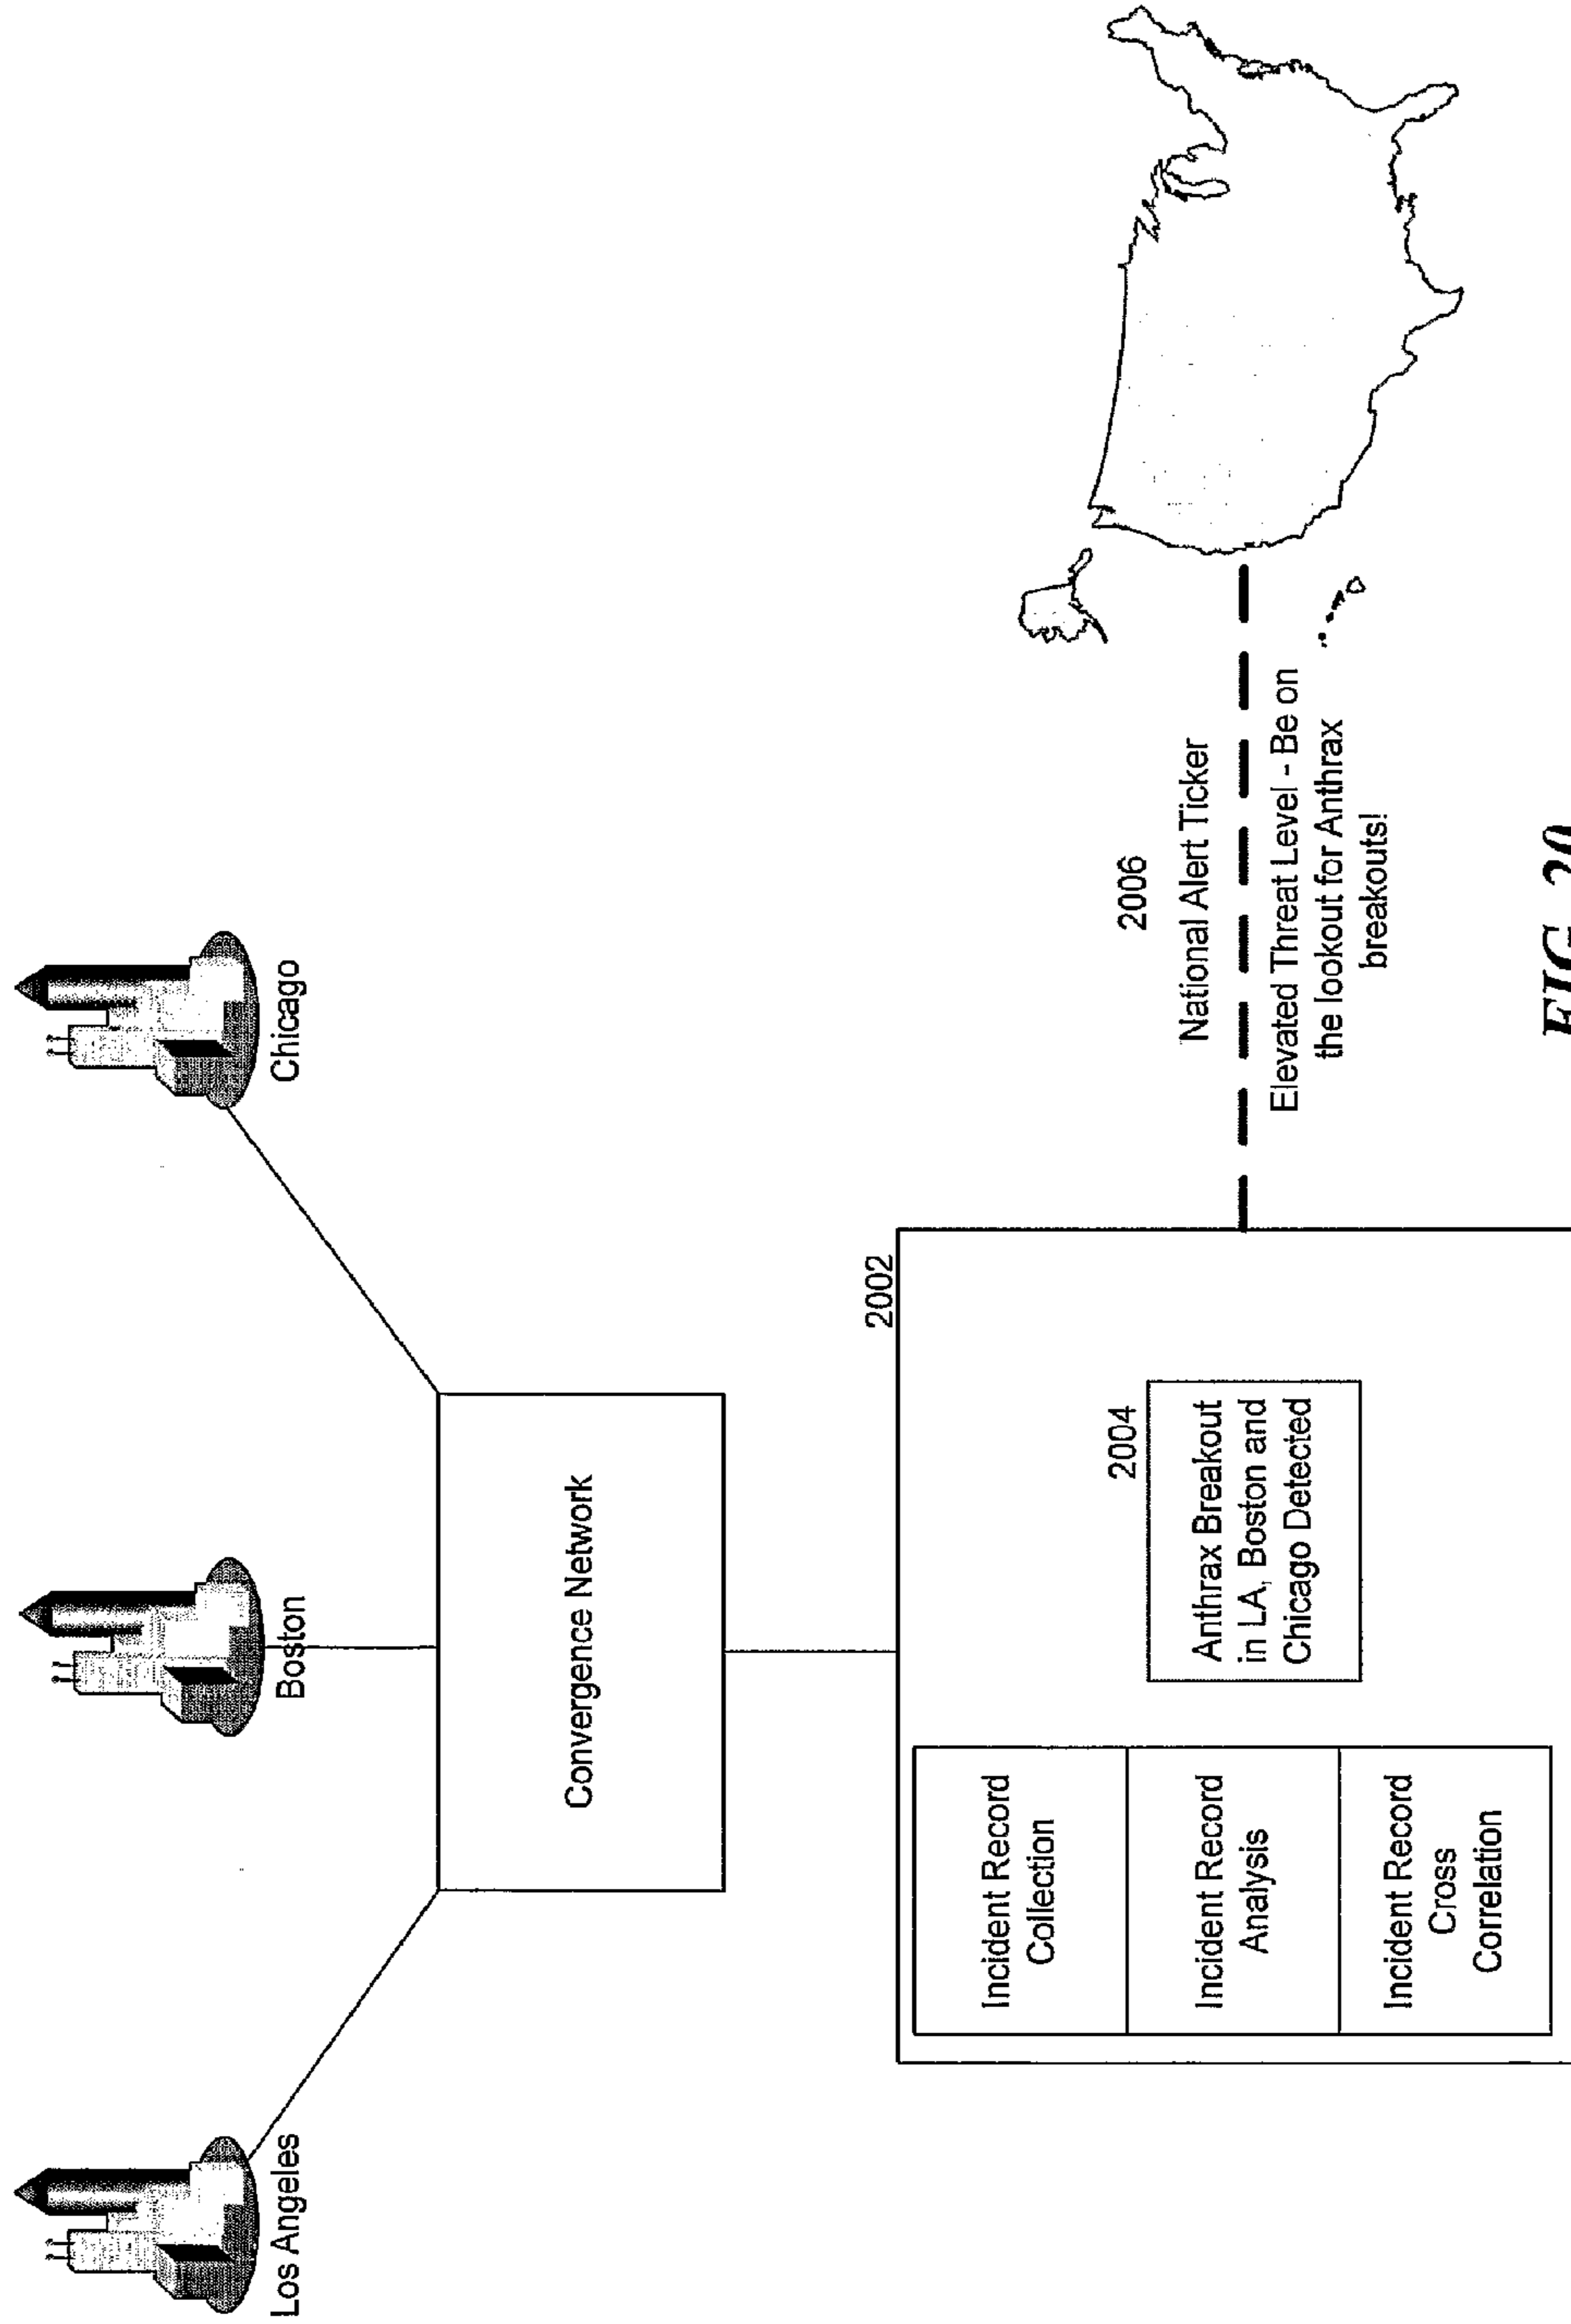 Los Angeles
Boston
Chicago
Convergence Network
2002
Incident Record
Collection
Incident Record
Analysis
Incident Record
Cross
Correlation
2004
Anthrax Breakout
in LA, Boston and
Chicago Detected
2006
National Alert Ticker
Elevated Threat Level - Be on
the lookout for Anthrax
breakouts!
FIG. 20